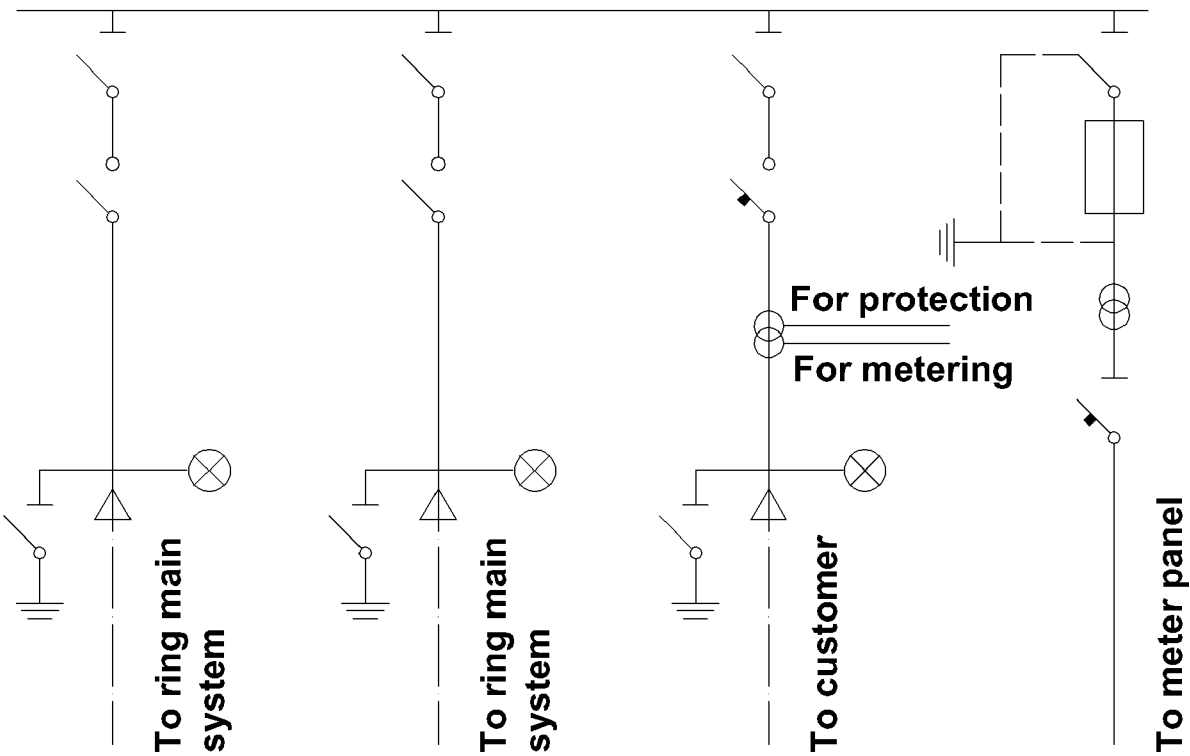 For protection
For metering
To ring main
system
To ring main
system
To customer
To meter panel